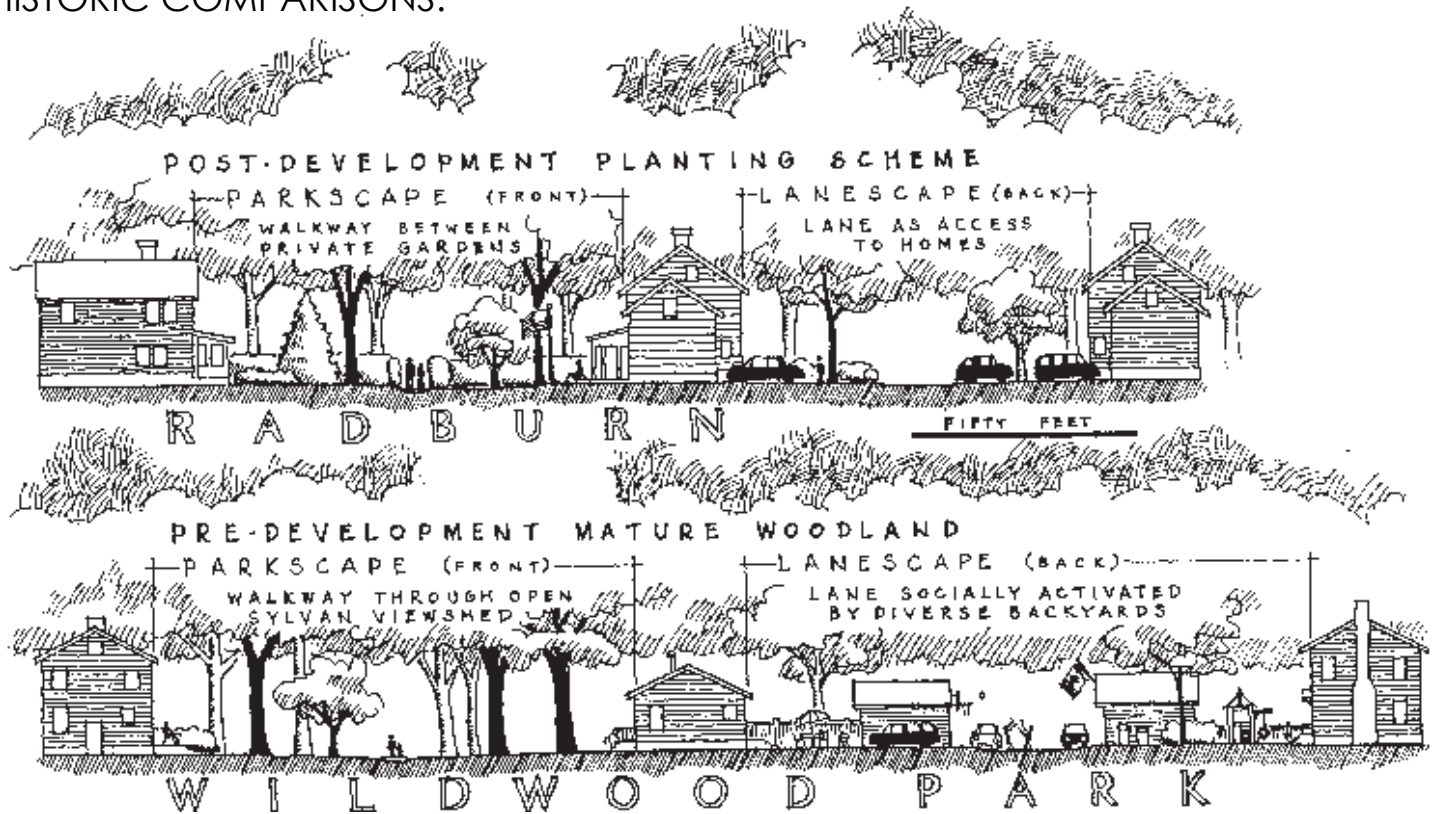 HISTORIC COMPARISONS:
POST-DEVELOPMENT PLANTING SCHEME
PARKSCAPE (FRONT)
WALKWAY BETWEEN
PRIVATE GARDENS
LANESCAPE (BACK)
LANE AS ACCESS
TO HOMES
RADBURN
FIFTY FEET
PRE-DEVELOPMENT MATURE WOODLAND
PARKSCAPE (FRONT)
WALKWAY THROUGH OPEN
SYLVAN VIEWSHED
LANESCAPE (BACK)
LANE SOCIALLY ACTIVATED
BY DIVERSE BACKYARDS
WILDWOOD PARK